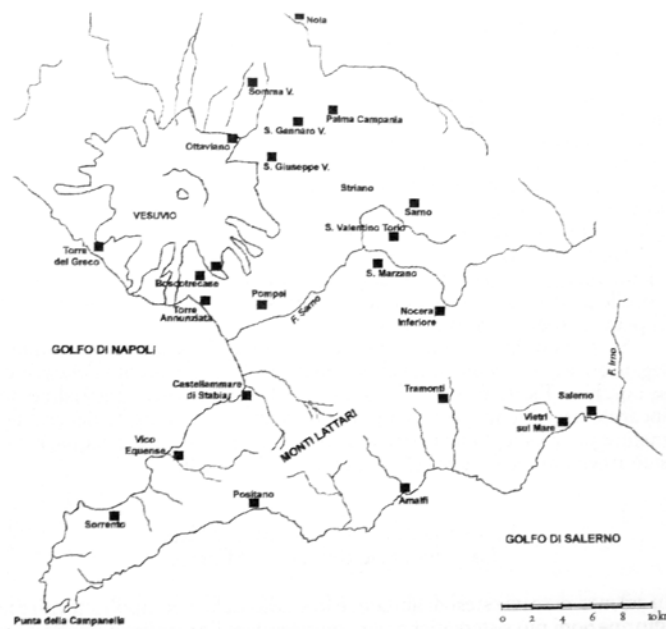 Nola
Somma V.
Palma Campania
S. Gennaro V.
Ottaviano
S. Giuseppe V.
Striano
Sarno
VESUVIO
S. Valentino Torio
Torre
del Greco
S. Marzano
Boscotrecase
Pompei
Torre
Annunziata
F. Sarno
Nocera
Inferiore
GOLFO DI NAPOLI
F. Irno
Castellammare
di Stabia
Tramonti
Salerno
Vietri
sul Mare
MONTI LATTARI
Vico
Equense
Positano
Amalfi
Sorrento
GOLFO DI SALERNO
Punta della Campanella
0 2 4 6 8 10 km